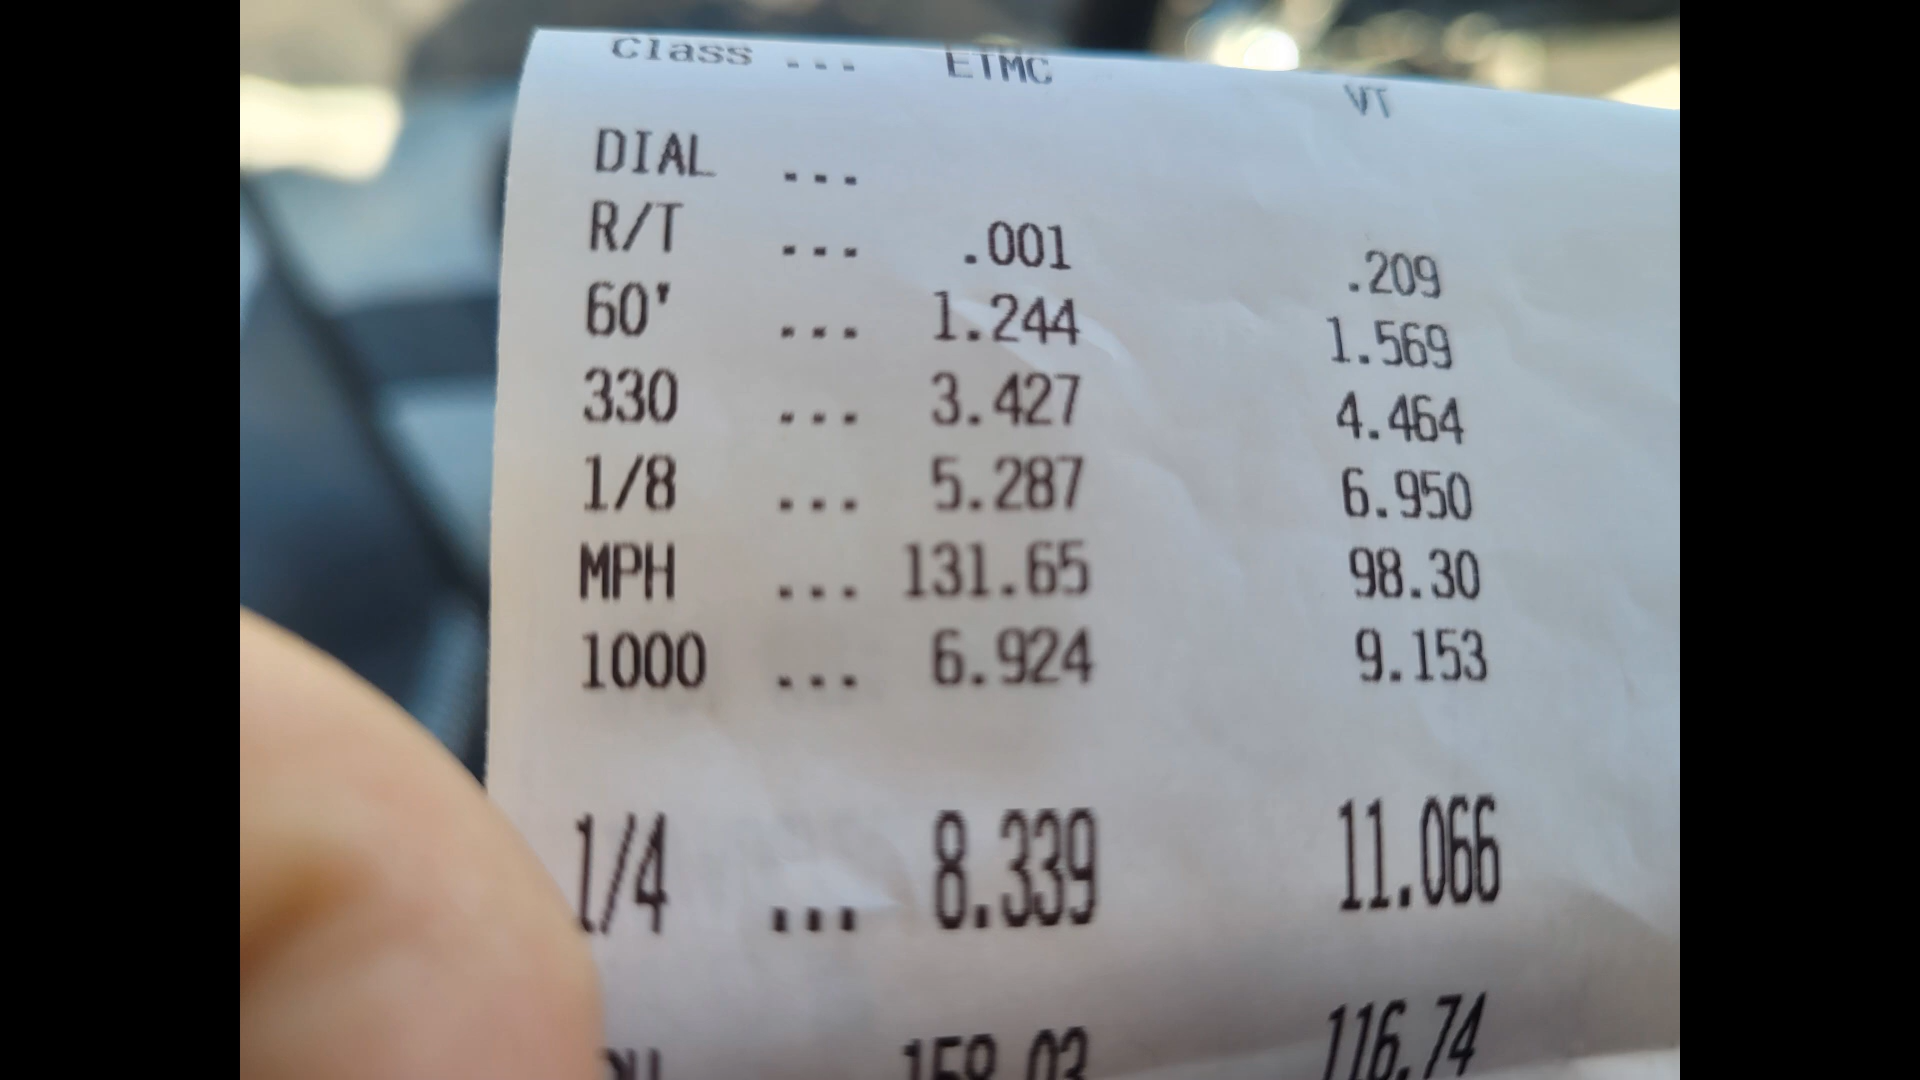 Class ... ETMC VT
DIAL ...
R/T ... .001 .209
60' ... 1.244 1.569
330 ... 3.427 4.464
1/8 ... 5.287 6.950
MPH ... 131.65 98.30
1000 ... 6.924 9.153
1/4 ... 8.339 11.066
158.03 116.74